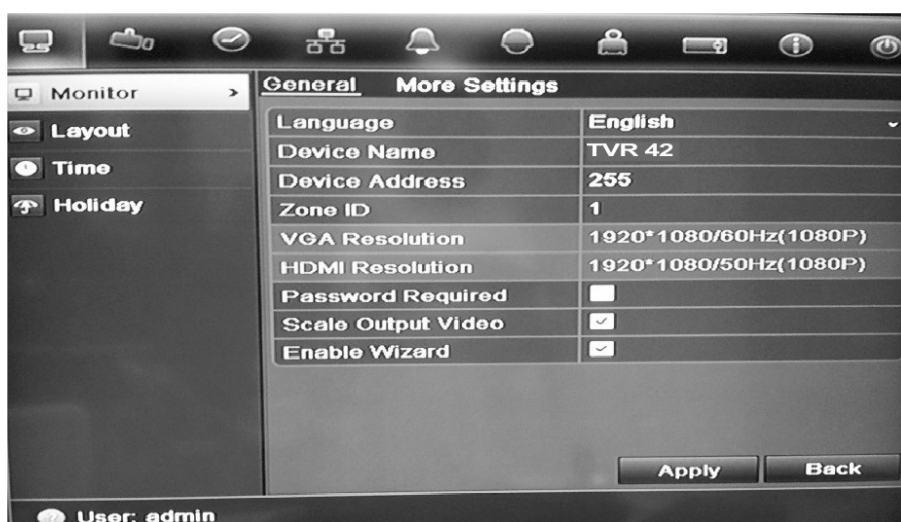 General More Settings
Monitor
Layout
Time
Holiday
Language English
Device Name TVR 42
Device Address 255
Zone ID 1
VGA Resolution 1920*1080/60Hz(1080P)
HDMI Resolution 1920*1080/50Hz(1080P)
Password Required
Scale Output Video
Enable Wizard
Apply Back
User: admin